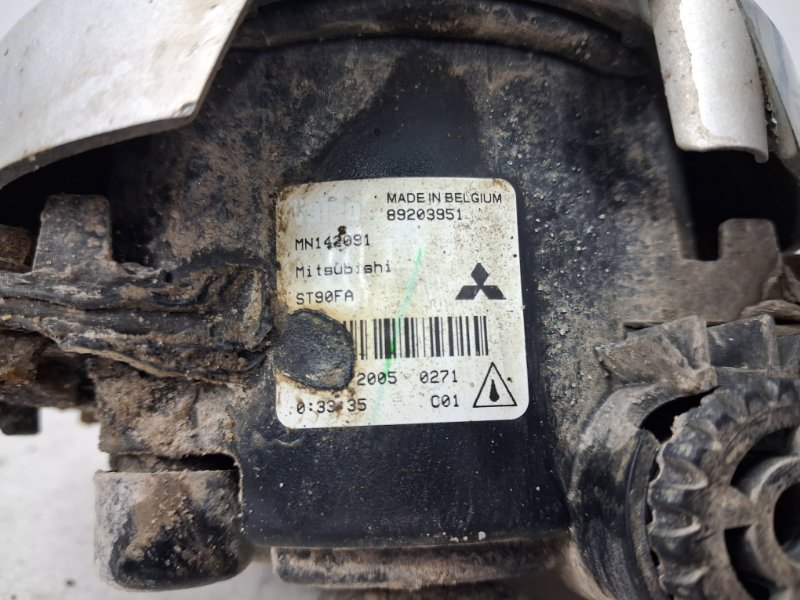 MADE IN BELGIUM
89203951
MN142091
Mitsubishi
ST90FA
2005 0271
0:33 35 C01